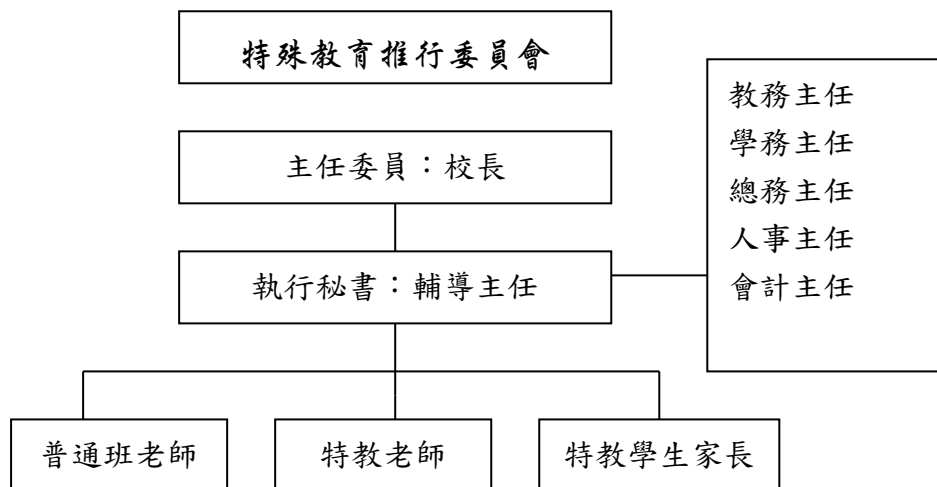 特殊教育推行委員會
主任委員：校長
執行秘書：輔導主任
教務主任
學務主任
總務主任
人事主任
會計主任
普通班老師
特教老師
特教學生家長